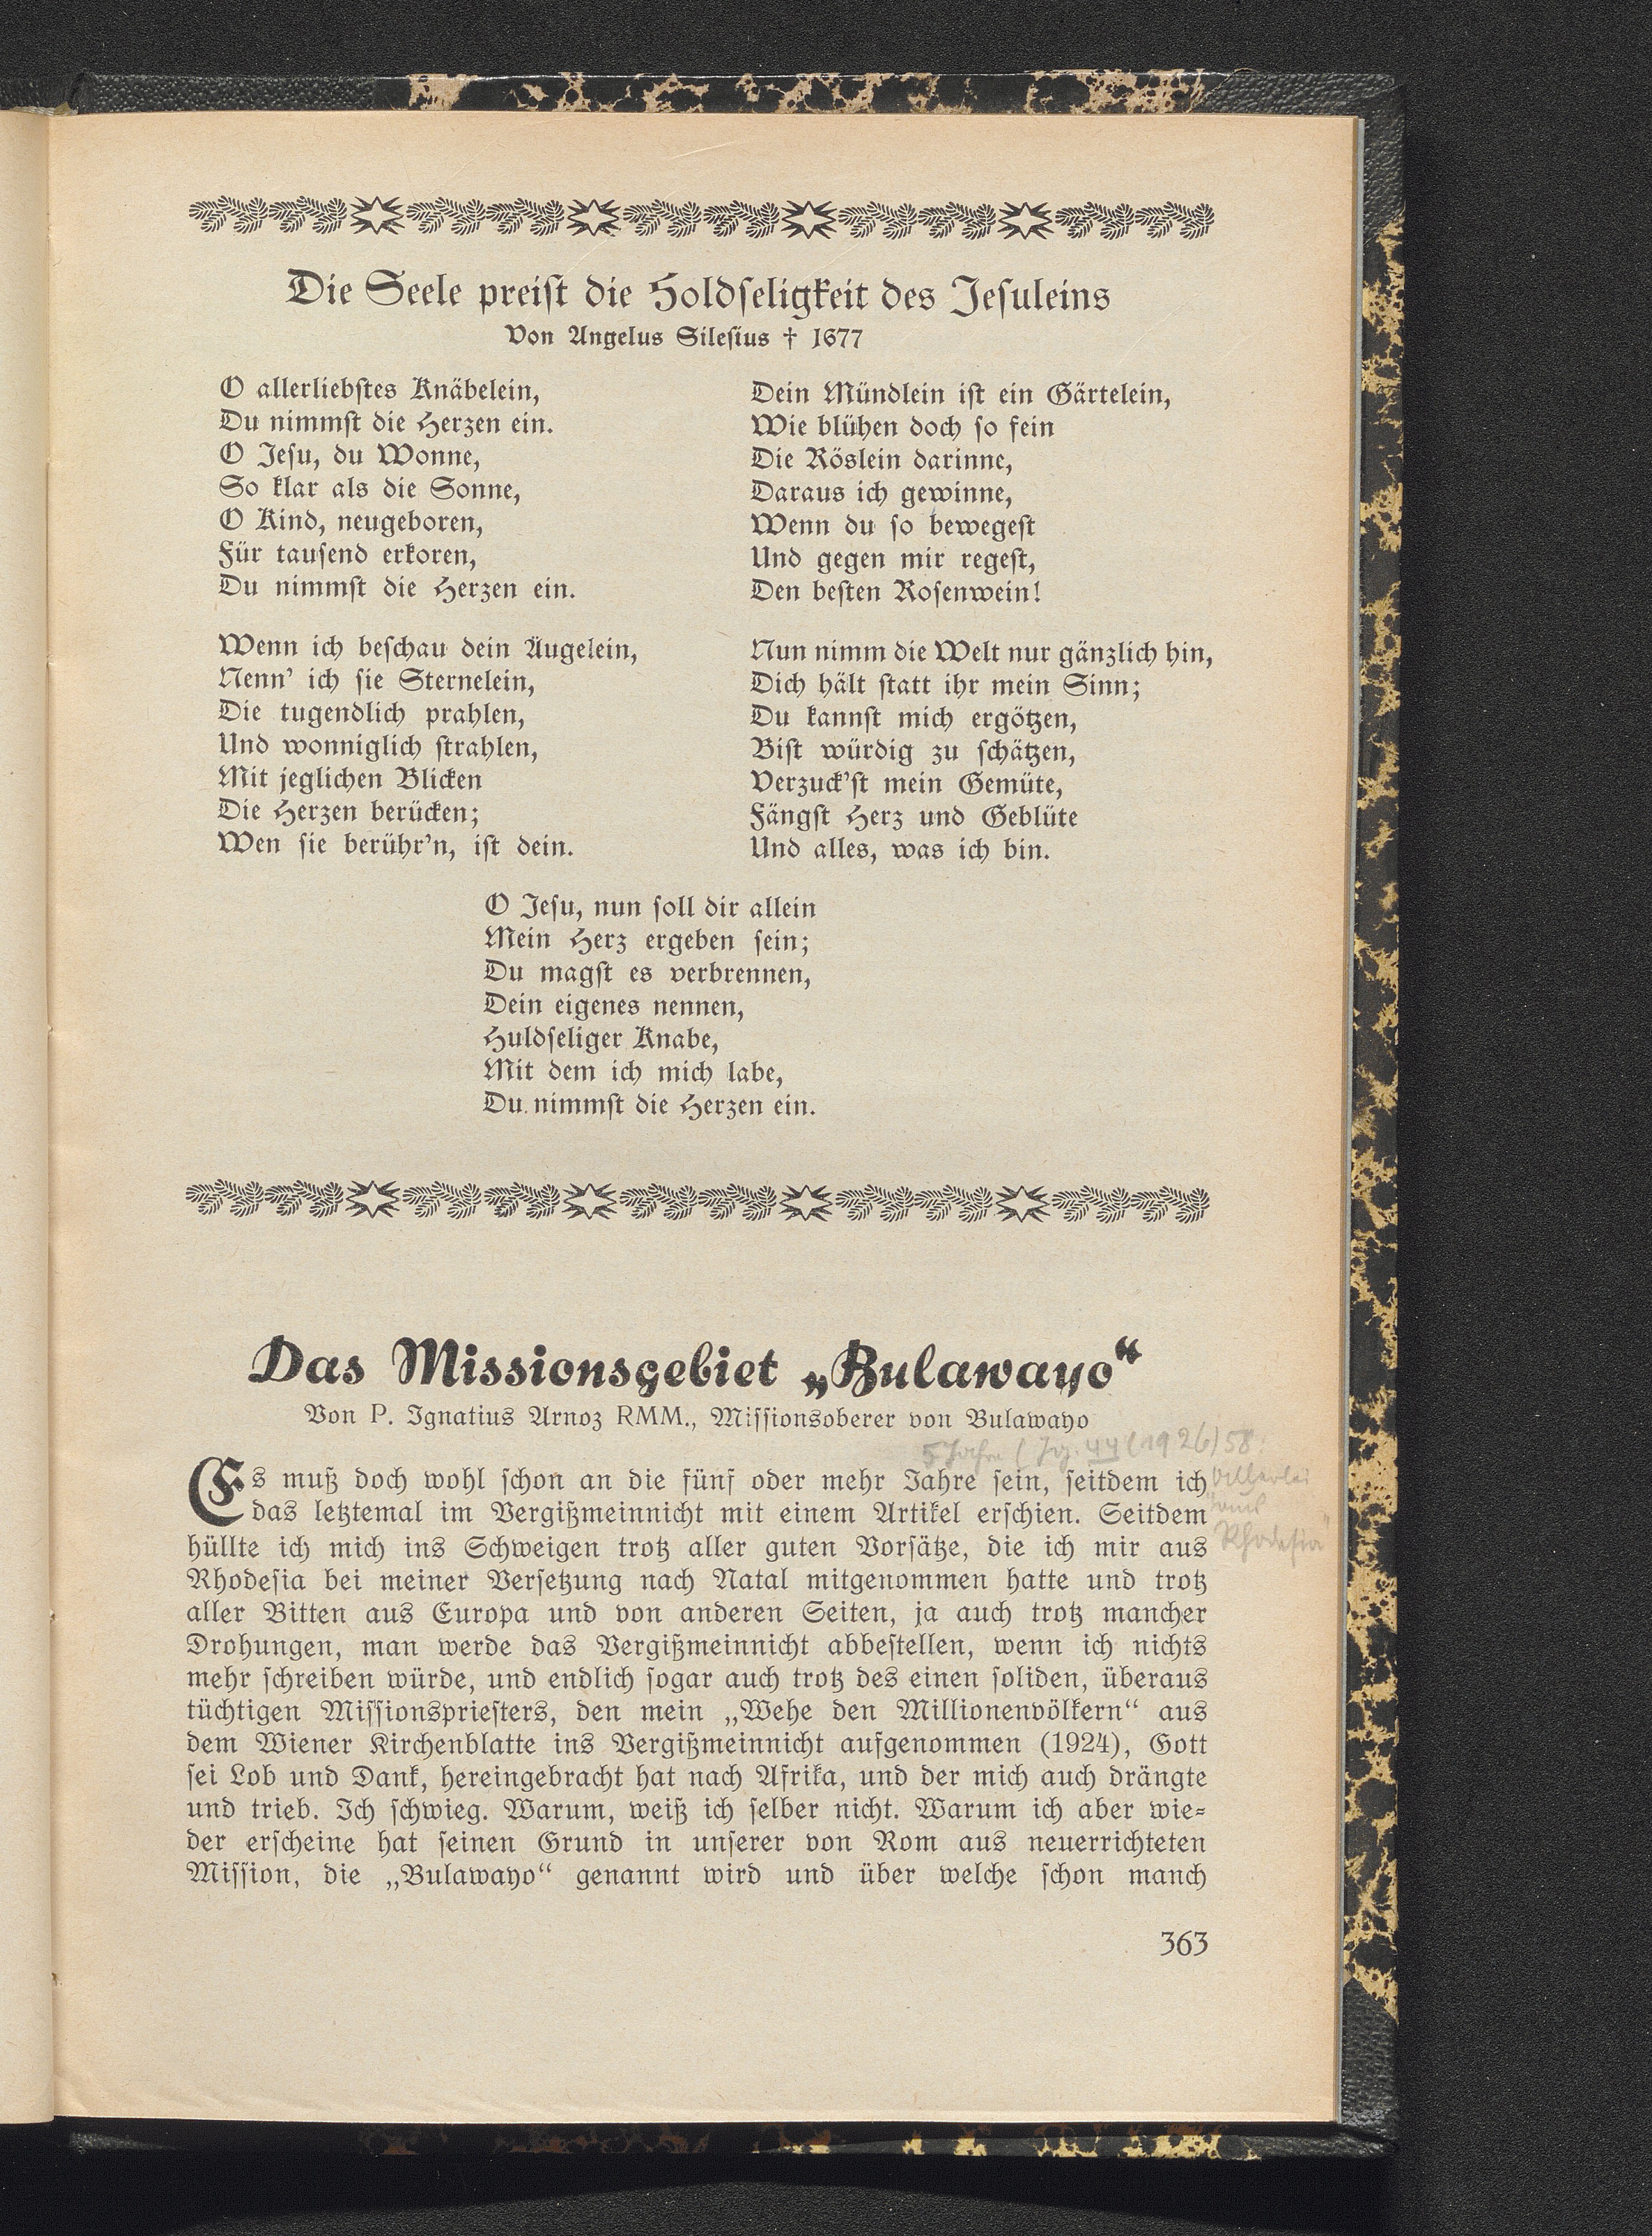 Die Seele preist die Holdseligkeit des Jesuleins
Von Angelus Silesius † 1677
O allerliebstes Knäbelein,
Du nimmst die Herzen ein.
O Jesu, du Wonne,
So klar als die Sonne,
O Kind, neugeboren,
Für tausend erkoren,
Du nimmst die Herzen ein.
Wenn ich beschau dein Äugelein,
Nenn' ich sie Sternelein,
Die tugendlich prahlen,
Und wonniglich strahlen,
Mit jeglichen Blicken
Die Herzen berücken;
Wen sie berühr'n, ist dein.
Dein Mündlein ist ein Gärtelein,
Wie blühen doch so fein
Die Röslein darinne,
Daraus ich gewinne,
Wenn du so bewegest
Und gegen mir regest,
Den besten Rosenwein!
Nun nimm die Welt nur gänzlich hin,
Dich hält statt ihr mein Sinn;
Du kannst mich ergötzen,
Bist würdig zu schätzen,
Verzuck'st mein Gemüte,
Fängst Herz und Geblüte
Und alles, was ich bin.
O Jesu, nun soll dir allein
Mein Herz ergeben sein;
Du magst es verbrennen,
Dein eigenes nennen,
Huldseliger Knabe,
Mit dem ich mich labe,
Du nimmst die Herzen ein.
Das Missionsgebiet „Bulawayo“
Von P. Ignatius Arnoz RMM., Missionsoberer von Bulawayo
5 Jahre (Jg. 44 (1926) 58:
Allerlei
aus
Rhodesia"
Es muß doch wohl schon an die fünf oder mehr Jahre sein, seitdem ich
das letztemal im Vergißmeinnicht mit einem Artikel erschien. Seitdem
hüllte ich mich ins Schweigen trotz aller guten Vorsätze, die ich mir aus
Rhodesia bei meiner Versetzung nach Natal mitgenommen hatte und trotz
aller Bitten aus Europa und von anderen Seiten, ja auch trotz mancher
Drohungen, man werde das Vergißmeinnicht abbestellen, wenn ich nichts
mehr schreiben würde, und endlich sogar auch trotz des einen soliden, überaus
tüchtigen Missionspriesters, den mein „Wehe den Millionenvölkern“ aus
dem Wiener Kirchenblatte ins Vergißmeinnicht aufgenommen (1924), Gott
sei Lob und Dank, hereingebracht hat nach Afrika, und der mich auch drängte
und trieb. Ich schwieg. Warum, weiß ich selber nicht. Warum ich aber wie-
der erscheine hat seinen Grund in unserer von Rom aus neuerrichteten
Mission, die „Bulawayo“ genannt wird und über welche schon manch
363